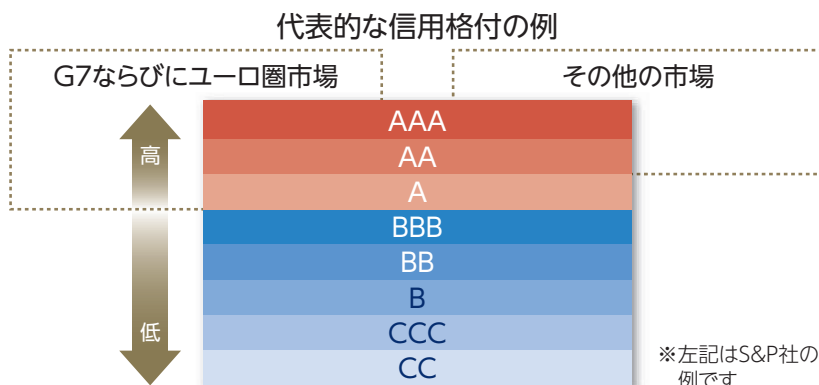 代表的な信用格付の例
G7ならびにユーロ圏市場
その他の市場
高
AAA
AA
A
BBB
BB
B
CCC
CC
低
※左記はS&P社の
例です